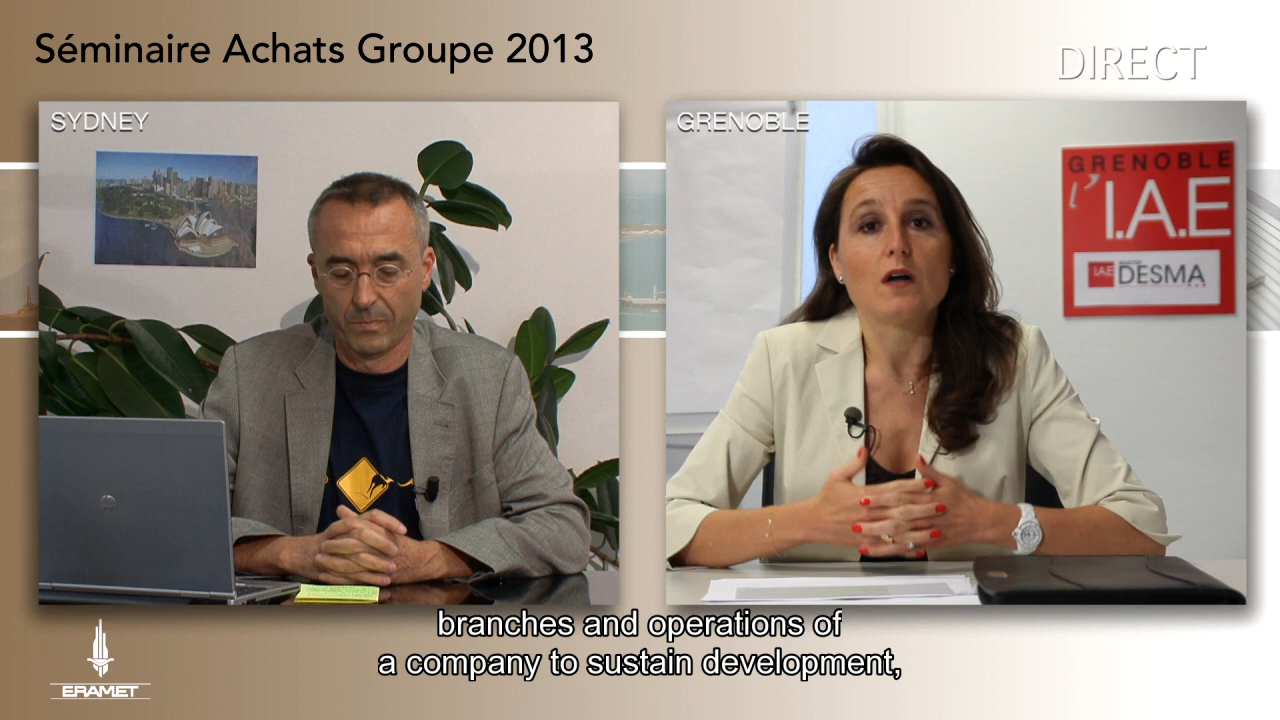 Séminaire Achats Groupe 2013
DIRECT
SYDNEY
GRENOBLE
GRENOBLE
l'I.A.E
IAE
DESMA
branches and operations of
a company to sustain development,
ERAMET